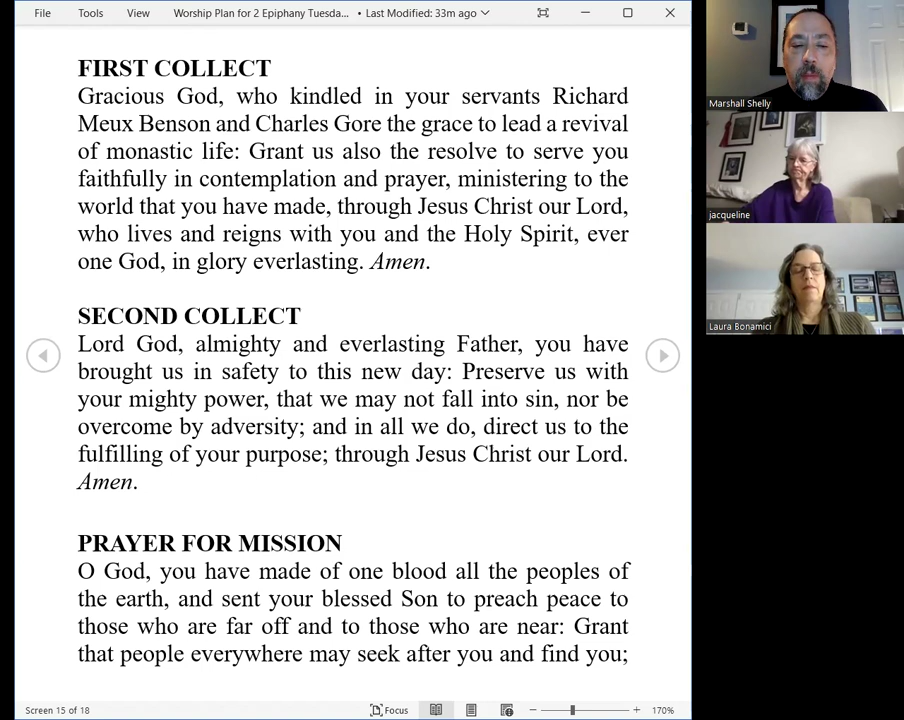 File Tools View Worship Plan for 2 Epiphany Tuesda... • Last Modified: 33m ago
FIRST COLLECT
Gracious God, who kindled in your servants Richard
Meux Benson and Charles Gore the grace to lead a revival
of monastic life: Grant us also the resolve to serve you
faithfully in contemplation and prayer, ministering to the
world that you have made, through Jesus Christ our Lord,
who lives and reigns with you and the Holy Spirit, ever
one God, in glory everlasting. Amen.
SECOND COLLECT
Lord God, almighty and everlasting Father, you have
brought us in safety to this new day: Preserve us with
your mighty power, that we may not fall into sin, nor be
overcome by adversity; and in all we do, direct us to the
fulfilling of your purpose; through Jesus Christ our Lord.
Amen.
PRAYER FOR MISSION
O God, you have made of one blood all the peoples of
the earth, and sent your blessed Son to preach peace to
those who are far off and to those who are near: Grant
that people everywhere may seek after you and find you;
Screen 15 of 18 Focus 170%
Marshall Shelly
jacqueline
Laura Bonamici